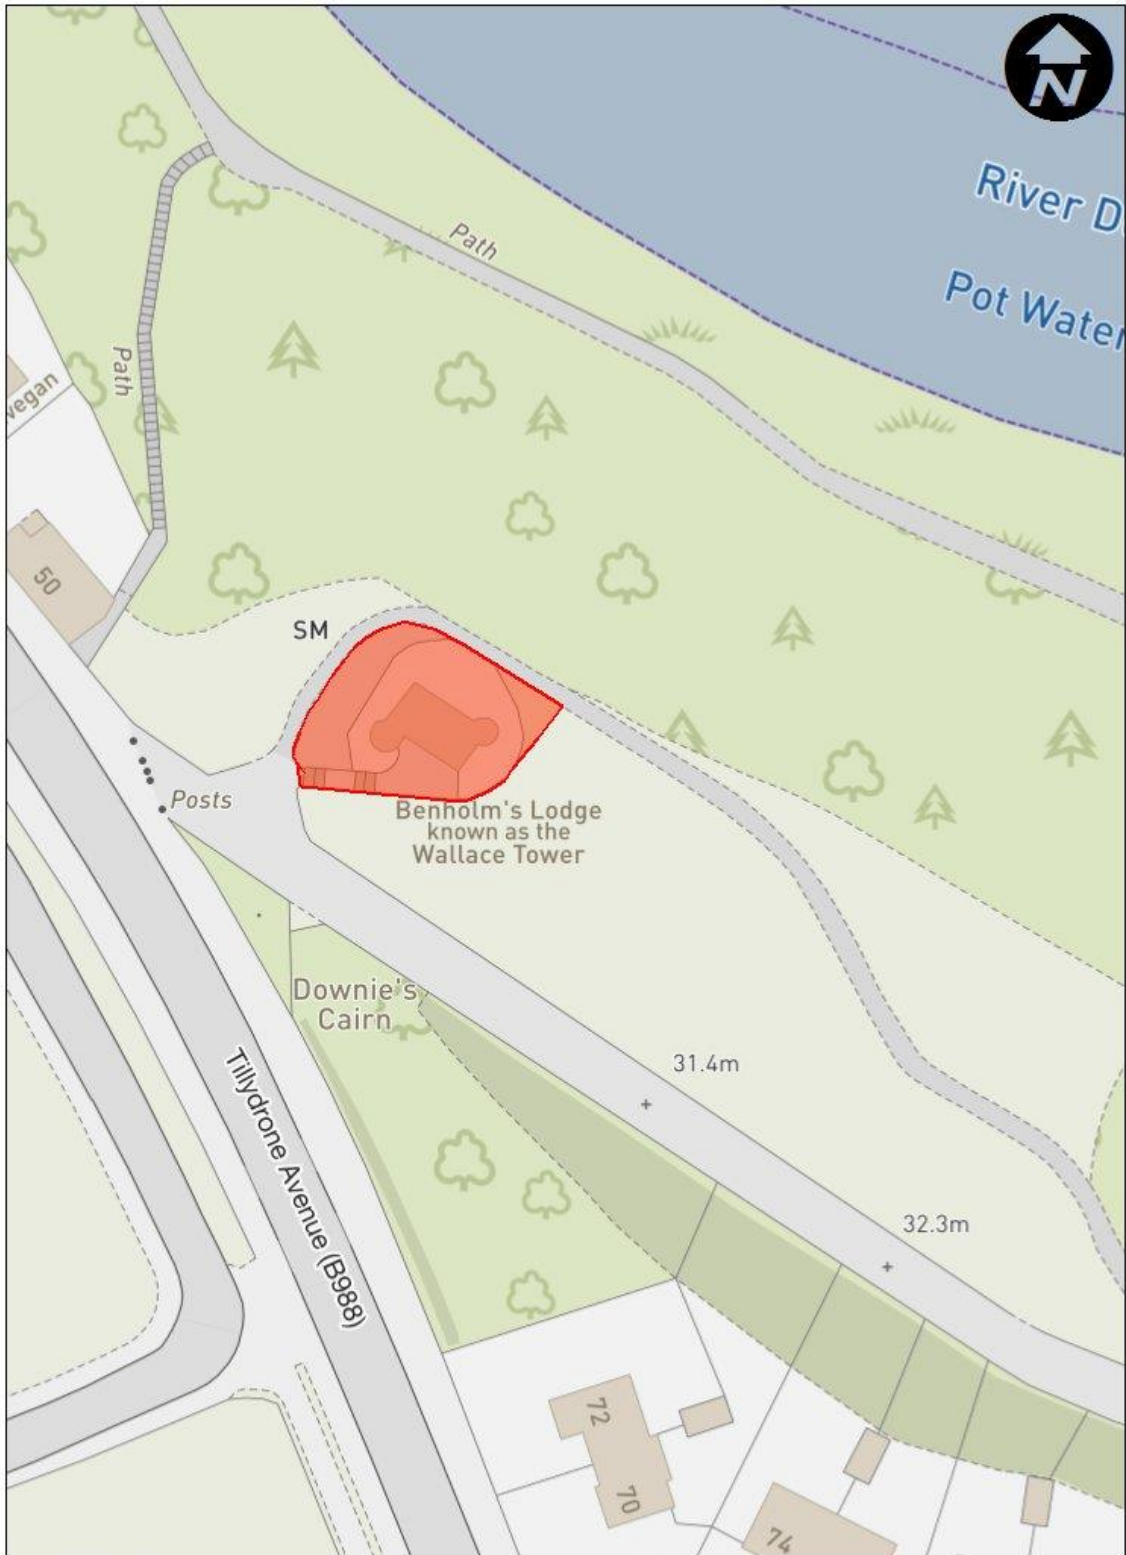 N
River D
Pot Water
Path
Path
vegan
50
SM
Posts
Benholm's Lodge
known as the
Wallace Tower
Downie's
Cairn
31.4m
Tillydrone Avenue (B988)
32.3m
72
70
74